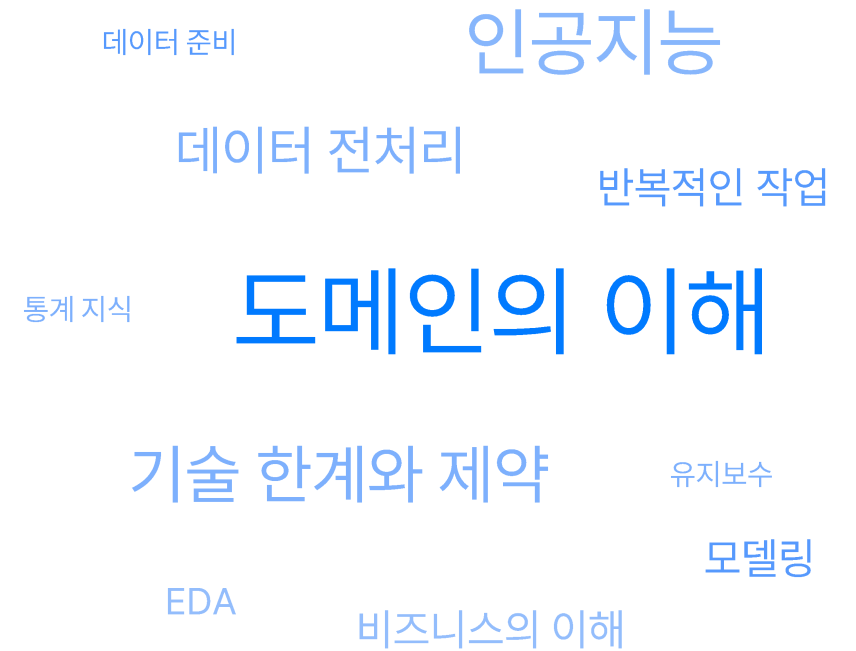 데이터 준비
인공지능
데이터 전처리
반복적인 작업
통계 지식
도메인의 이해
기술 한계와 제약
유지보수
모델링
EDA
비즈니스의 이해